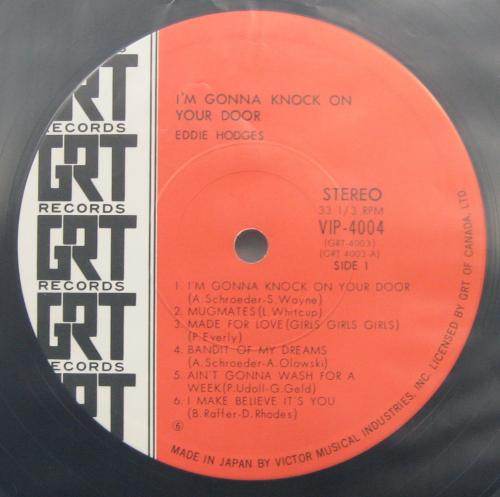 GRT
RECORDS
GRT
RECORDS
GRT
RECORDS
GRT
RECORDS
GRT
I'M GONNA KNOCK ON
YOUR DOOR
EDDIE HODGES
STEREO
33 1/3 RPM
VIP-4004
(GRT-4003)
(GRT 4003-A)
SIDE 1
1. I'M GONNA KNOCK ON YOUR DOOR
(A. Schroeder-S. Wayne)
2. MUGMATES (L. Whitcup)
3. MADE FOR LOVE (GIRLS GIRLS GIRLS)
(P. Everly)
4. BANDIT OF MY DREAMS
(A. Schroeder-A. Olowski)
5. AIN'T GONNA WASH FOR A
WEEK (P. Udoll-G. Geld)
6. I MAKE BELIEVE IT'S YOU
(B. Raffer-D. Rhodes)
6
MADE IN JAPAN BY VICTOR MUSICAL INDUSTRIES, INC. LICENSED BY GRT OF CANADA, LTD.